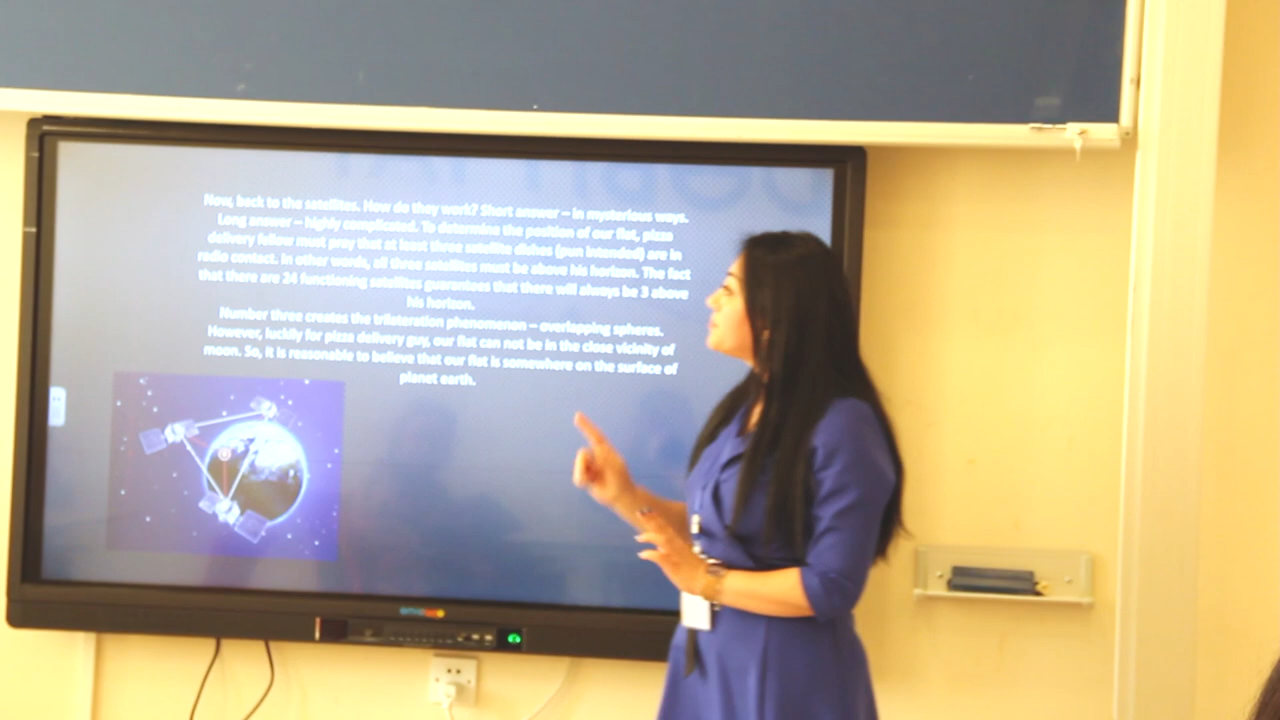 Now, back to the satellites. How do they work? Short answer – in mysterious ways.
Long answer – highly complicated. To determine the position of our flat, pizza
delivery fellow must pray that at least three satellite dishes (pun intended) are in
radio contact. In other words, all three satellites must be above his horizon. The fact
that there are 24 functioning satellites guarantees that there will always be 3 above
his horizon.
Number three creates the trilateration phenomenon – overlapping spheres.
However, luckily for pizza delivery guy, our flat can not be in the close vicinity of
moon. So, it is reasonable to believe that our flat is somewhere on the surface of
planet earth.